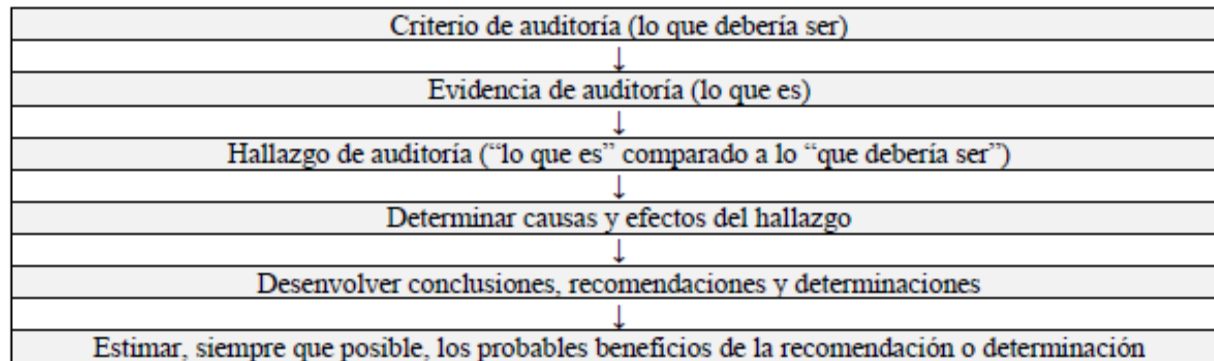 Criterio de auditoría (lo que debería ser)
↓
Evidencia de auditoría (lo que es)
↓
Hallazgo de auditoría (“lo que es” comparado a lo “que debería ser”)
↓
Determinar causas y efectos del hallazgo
↓
Desenvolver conclusiones, recomendaciones y determinaciones
↓
Estimar, siempre que posible, los probables beneficios de la recomendación o determinación